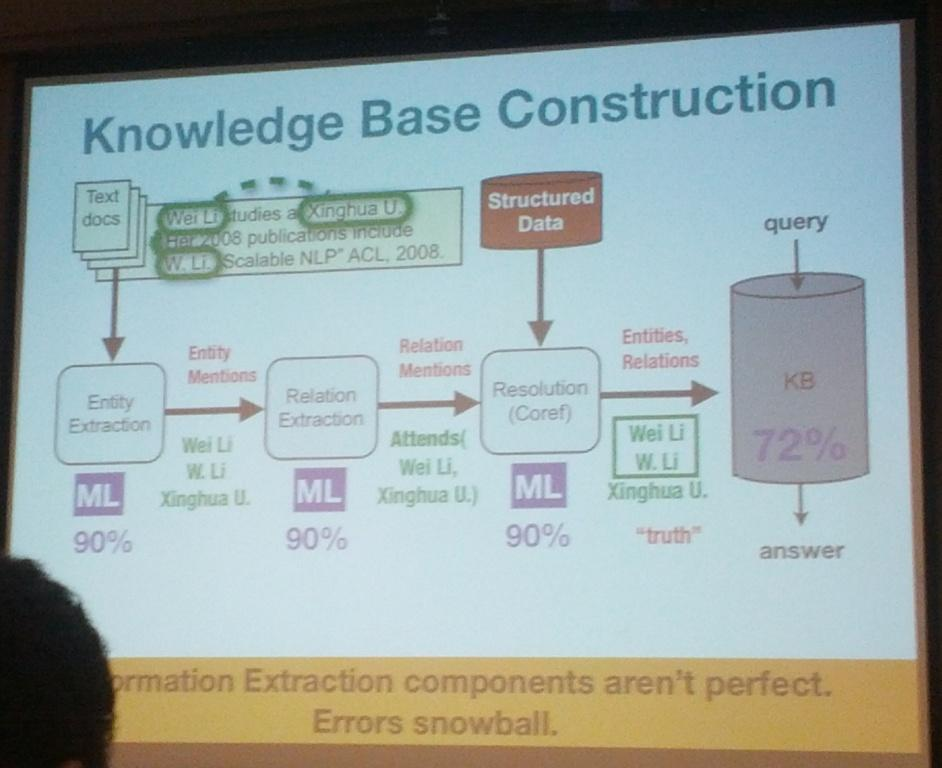 Knowledge Base Construction
Text
docs
Wei Li studies a Xinghua U.
Her 2008 publications include
W. Li. Scalable NLP" ACL, 2008.
Structured
Data
query
Entity
Mentions
Relation
Mentions
Entities,
Relations
Entity
Extraction
Relation
Extraction
Resolution
(Coref)
KB
72%
Wei Li
W. Li
Xinghua U.
Attends(
Wei Li,
Xinghua U.)
Wei Li
W. Li
Xinghua U.
ML
ML
ML
90%
90%
90%
"truth"
answer
ormation Extraction components aren't perfect.
Errors snowball.